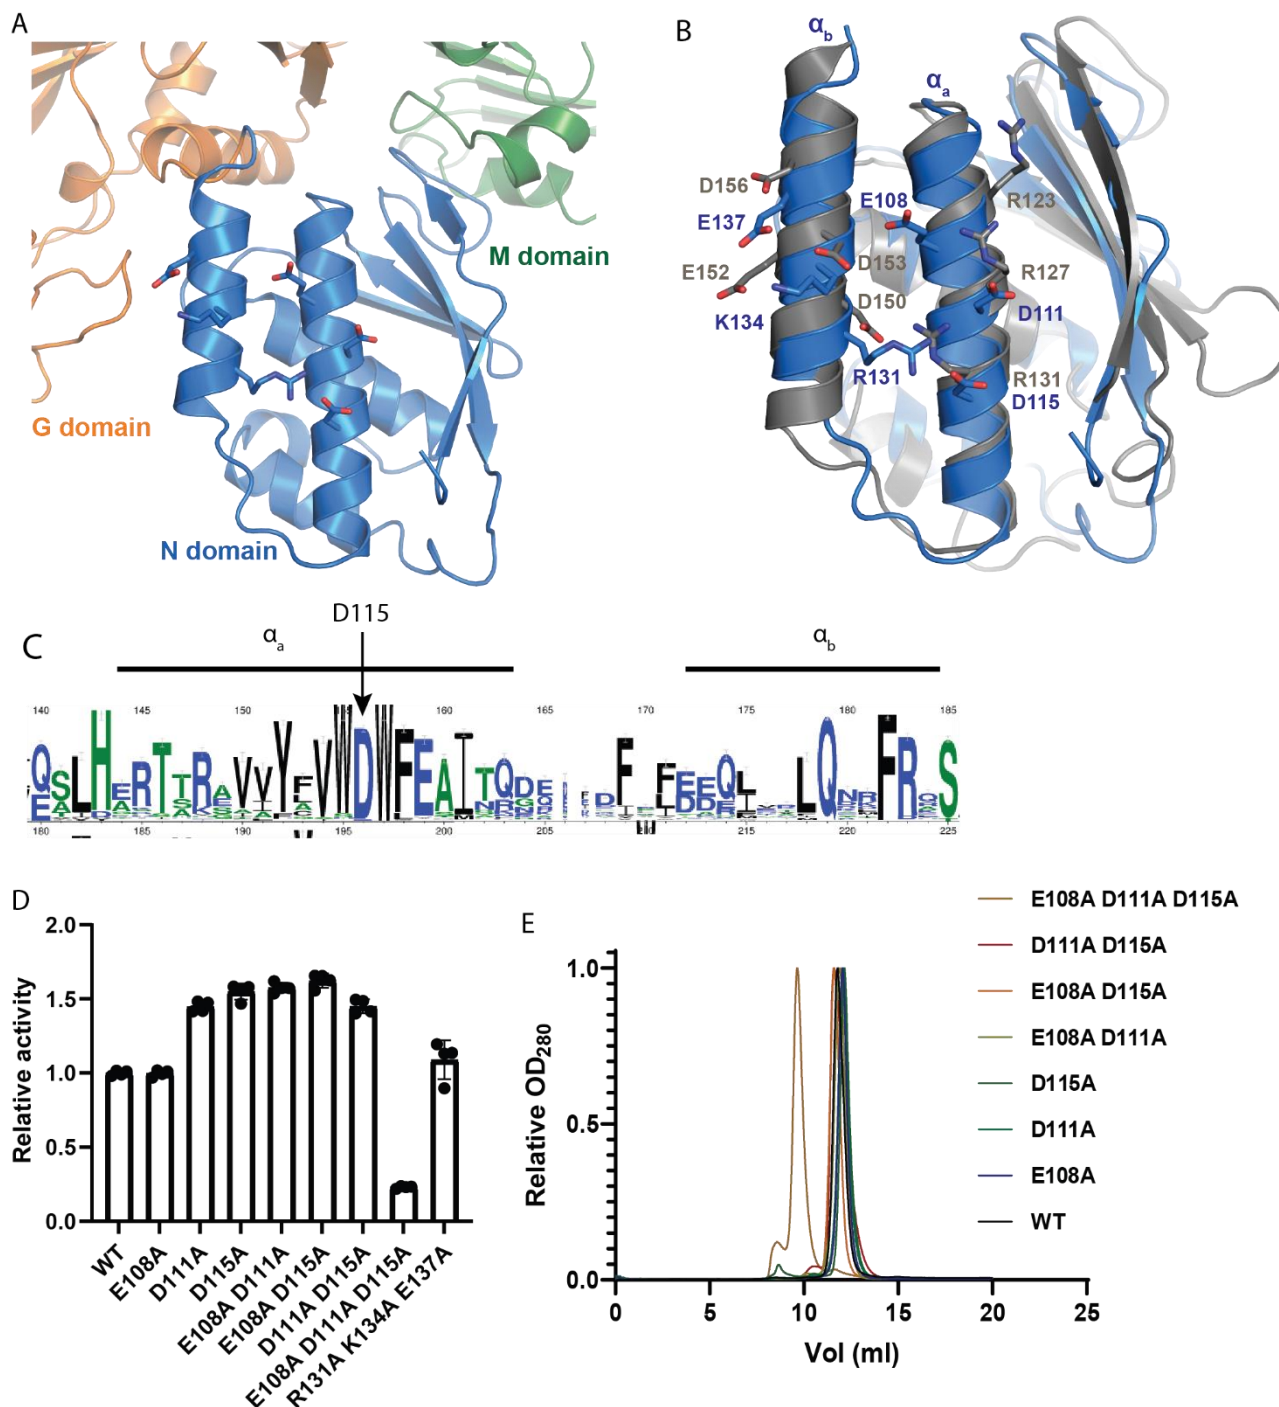 A
G domain
M domain
N domain
B
αb
αa
D156
E137
E152
K134
E108
D153
D150
R131
R123
R127
D111
R131
D115
C
D115
αa
αb
140 145 150 160 165 170 175 180 185
180 185 190 195 200 205 210 215 220 225
D
Relative activity
2.0
1.5
1.0
0.5
0.0
WT
E108A
D111A
D115A
E108A D111A
E108A D115A
D111A D115A
E108A D111A D115A
R131A K134A E137A
E
Relative OD280
1.0
0.5
0.0
0 5 10 15 20 25
Vol (ml)
E108A D111A D115A
D111A D115A
E108A D115A
E108A D111A
D115A
D111A
E108A
WT